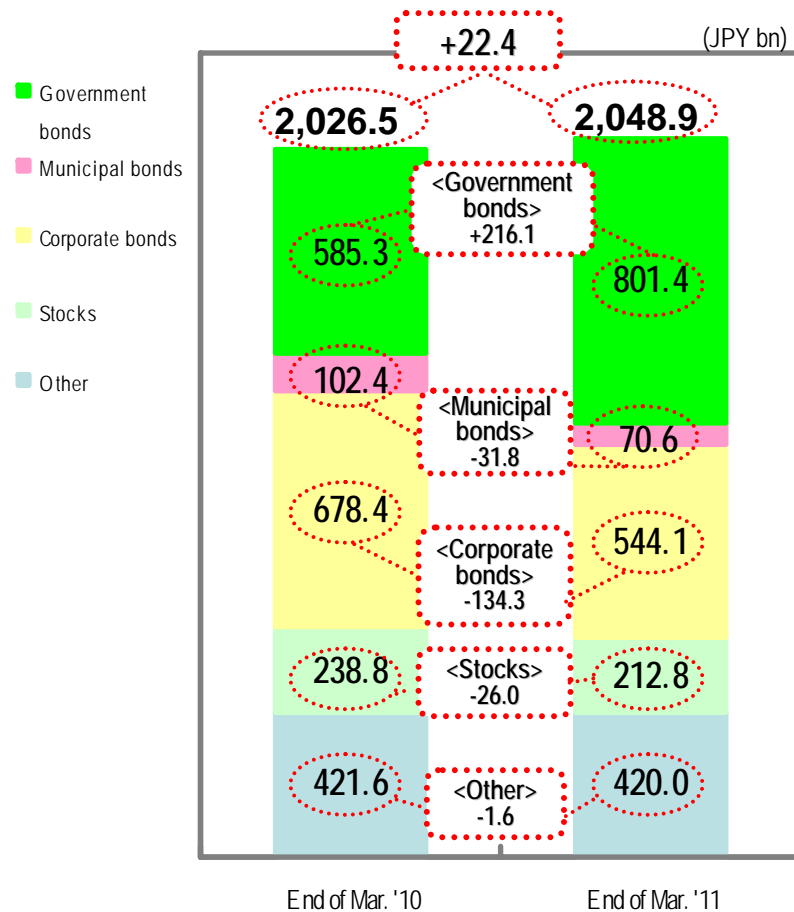 +22.4
(JPY bn)
Government
bonds
Municipal bonds
Corporate bonds
Stocks
Other
2,026.5
2,048.9
<Government
bonds>
+216.1
585.3
801.4
102.4
<Municipal
bonds>
-31.8
70.6
678.4
<Corporate
bonds>
-134.3
544.1
238.8
<Stocks>
-26.0
212.8
421.6
<Other>
-1.6
420.0
End of Mar. '10
End of Mar. '11